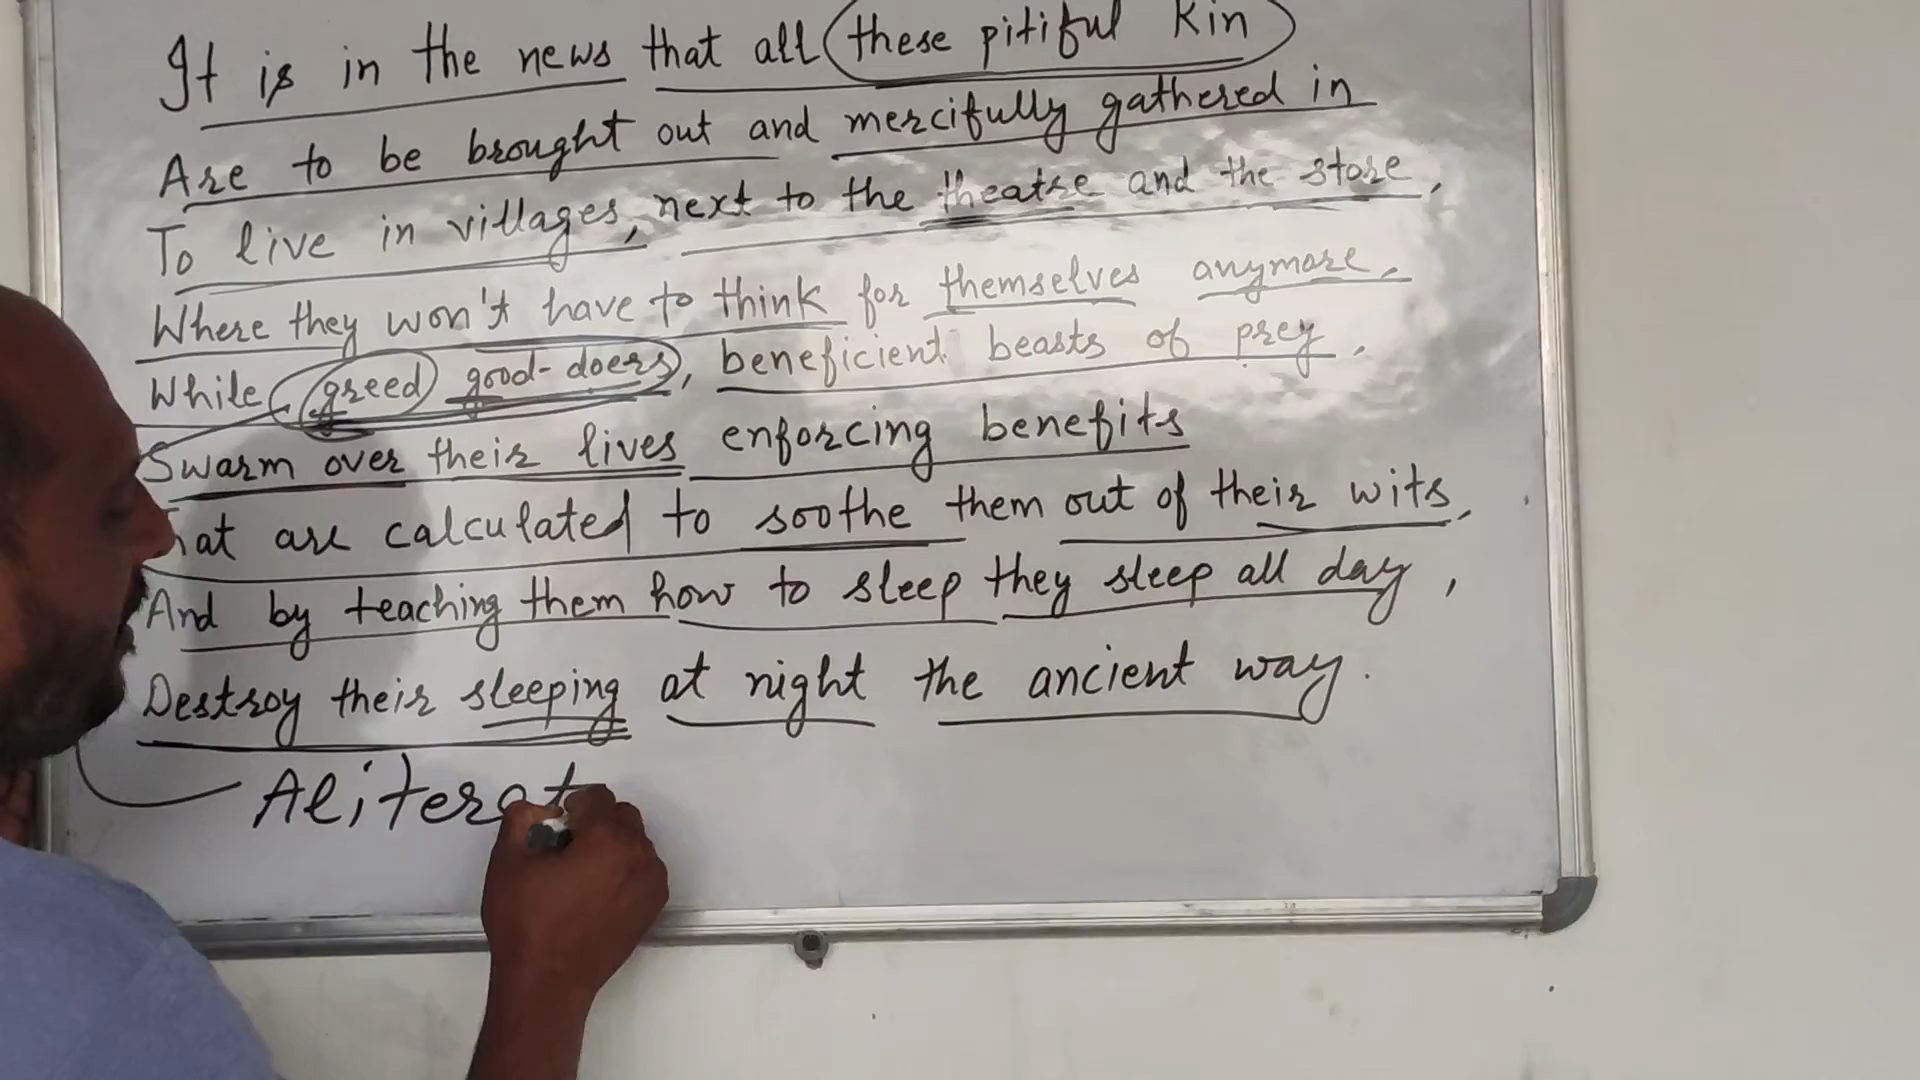 It is in the news that all these pitiful kin
Are to be brought out and mercifully gathered in
To live in villages, next to the theatre and the store,
Where they won't have to think for themselves anymore,
While greed good-doers, beneficient beasts of prey,
Swarm over their lives enforcing benefits
are calculated to soothe them out of their wits,
And by teaching them how to sleep they sleep all day,
Destroy their sleeping at night the ancient way.
Aliterat